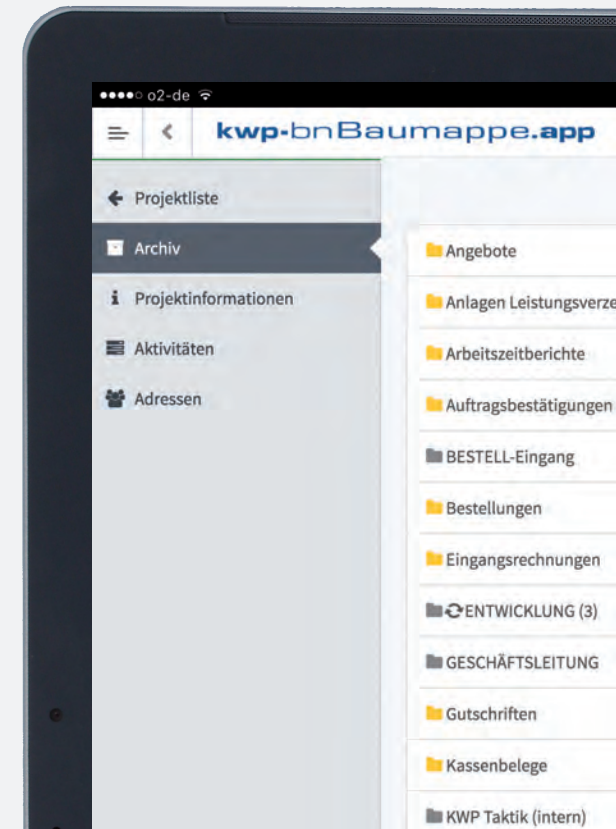 o2-de
kwp-bnBaumappe.app
Projektliste
Archiv
Projektinformationen
Aktivitäten
Adressen
Angebote
Anlagen Leistungsverze
Arbeitszeitberichte
Auftragsbestätigungen
BESTELL-Eingang
Bestellungen
Eingangsrechnungen
ENTWICKLUNG (3)
GESCHÄFTSLEITUNG
Gutschriften
Kassenbelege
KWP Taktik (intern)